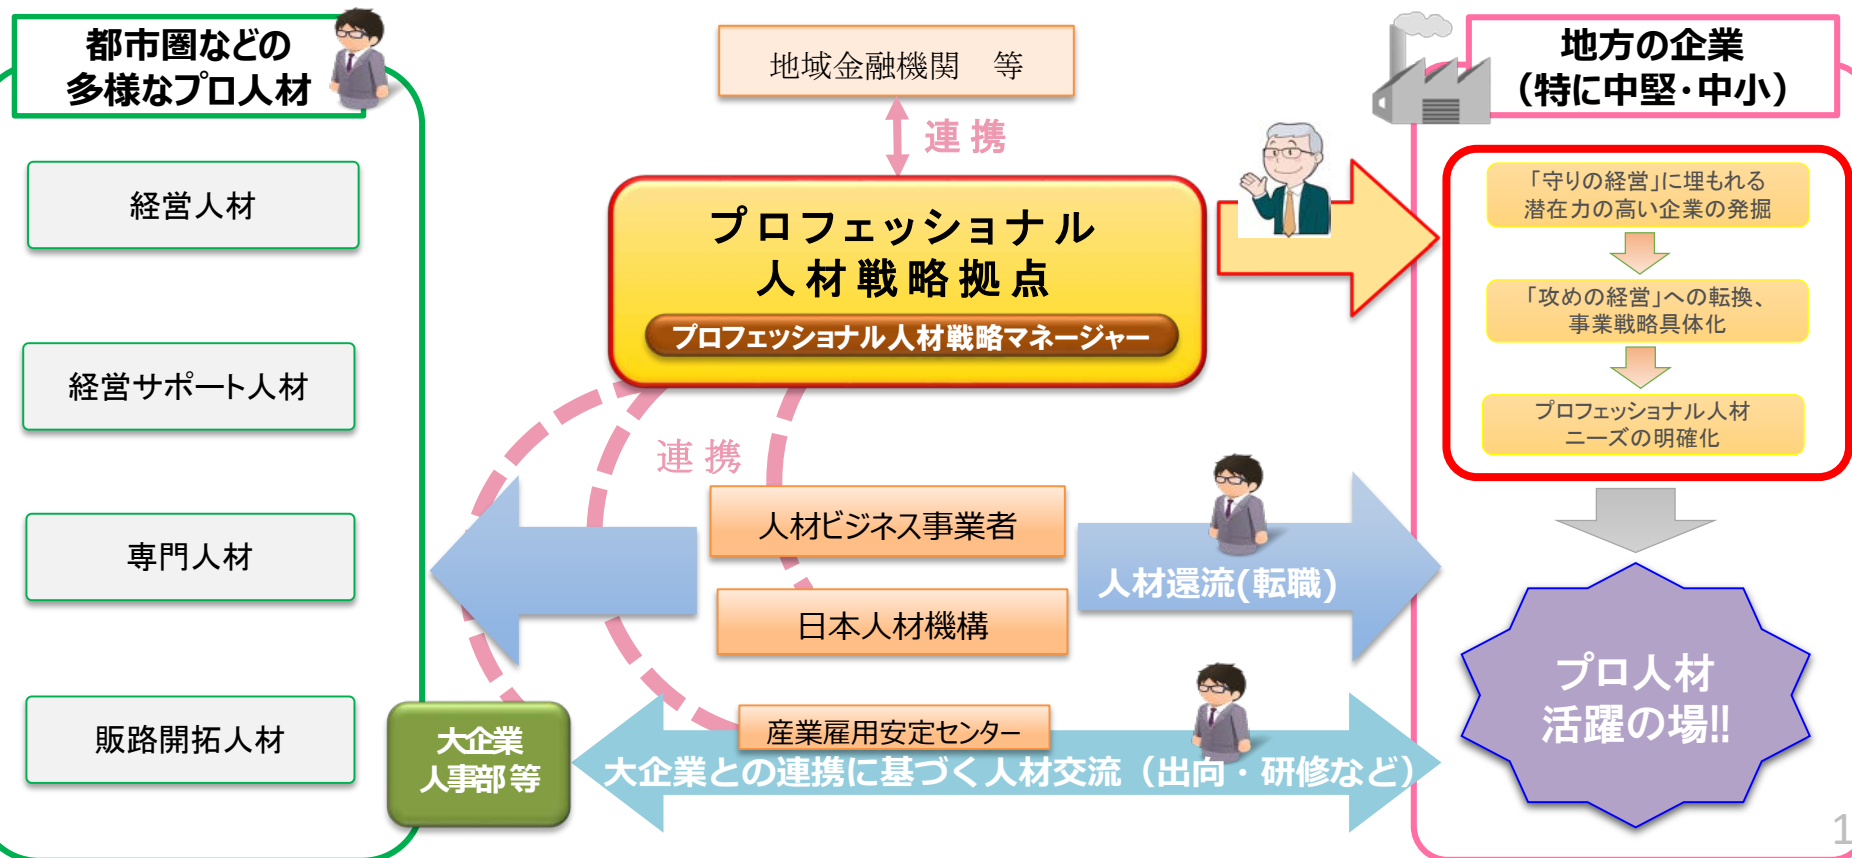 都市圏などの
多様なプロ人材
経営人材
経営サポート人材
専門人材
販路開拓人材
大企業
人事部等
地域金融機関　等
連携
プロフェッショナル
人材戦略拠点
プロフェッショナル人材戦略マネージャー
連携
人材ビジネス事業者
日本人材機構
人材還流(転職)
産業雇用安定センター
大企業との連携に基づく人材交流（出向・研修など）
地方の企業
（特に中堅・中小）
「守りの経営」に埋もれる
潜在力の高い企業の発掘
「攻めの経営」への転換、
事業戦略具体化
プロフェッショナル人材
ニーズの明確化
プロ人材
活躍の場!!
1